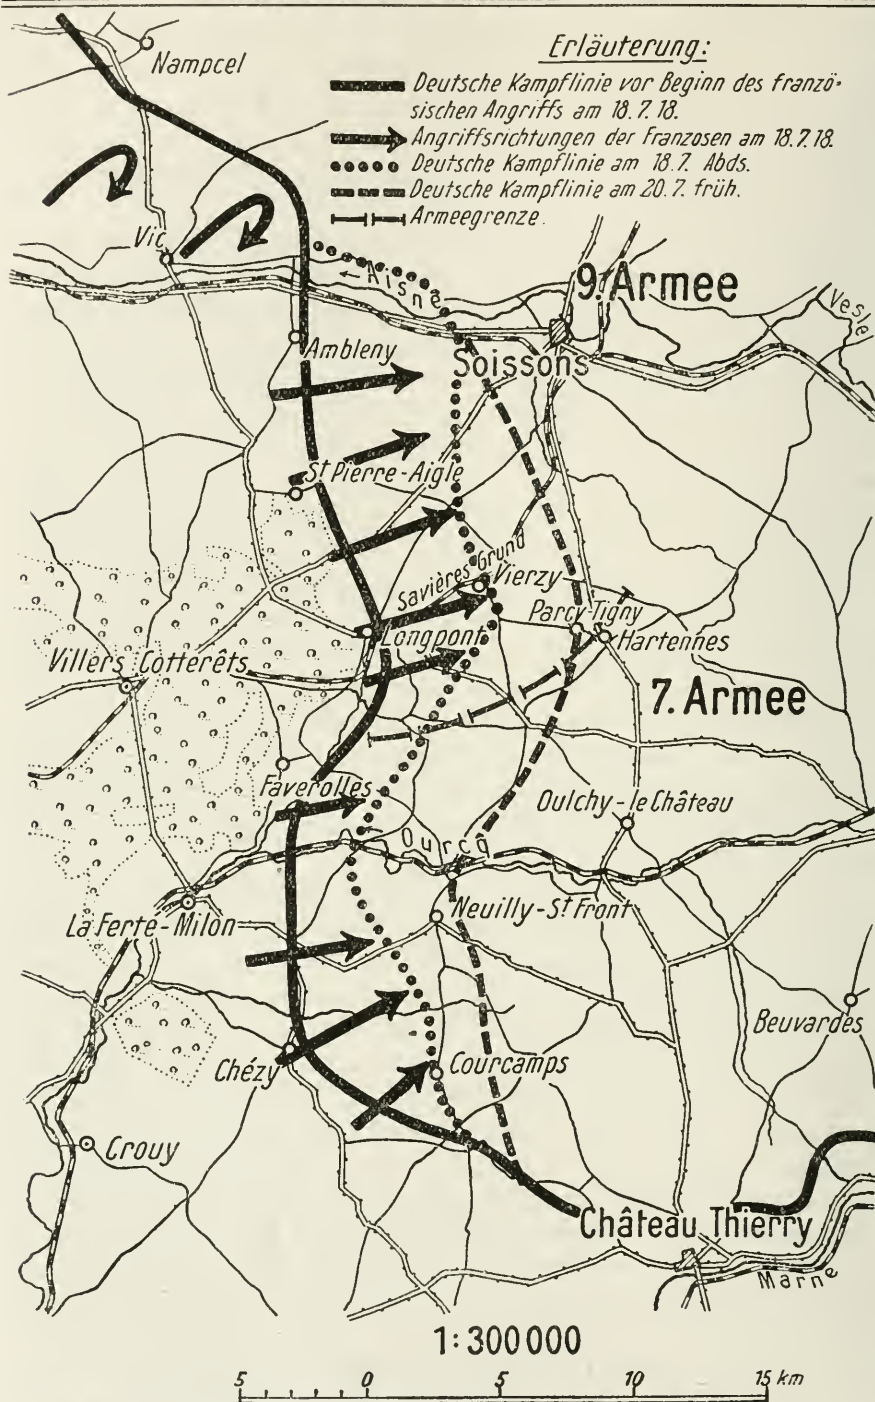 Erläuterung:
Deutsche Kampflinie vor Beginn des franzö-
sischen Angriffs am 18.7.18.
Angriffsrichtungen der Franzosen am 18.7.18.
Deutsche Kampflinie am 18.7. Abds.
Deutsche Kampflinie am 20.7. früh.
Armeegrenze.
Nampcel
Vic
Aisne
9. Armee
Vesle
Ambleny
Soissons
St Pierre-Aigle
Savières Grund
Vierzy
Parcy-Tigny
Longpont
Hartennes
Villers Cotterêts
7. Armee
Faverolles
Oulchy-le Château
Ourcq
La Ferte-Milon
Neuilly-St Front
Beuvardes
Chézy
Courcamps
Crouy
Château Thierry
Marne
1:300000
5 0 5 10 15 km